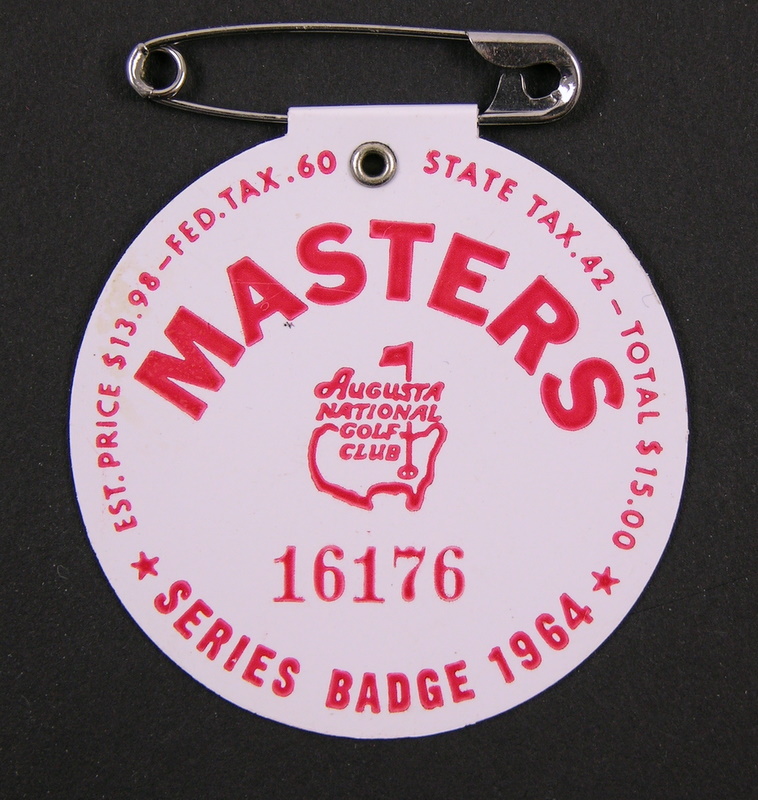 EST. PRICE $13.98-FED.TAX.60
STATE TAX.42-TOTAL $15.00
MASTERS
AUGUSTA
NATIONAL
GOLF
CLUB
16176
★ SERIES BADGE 1964 ★